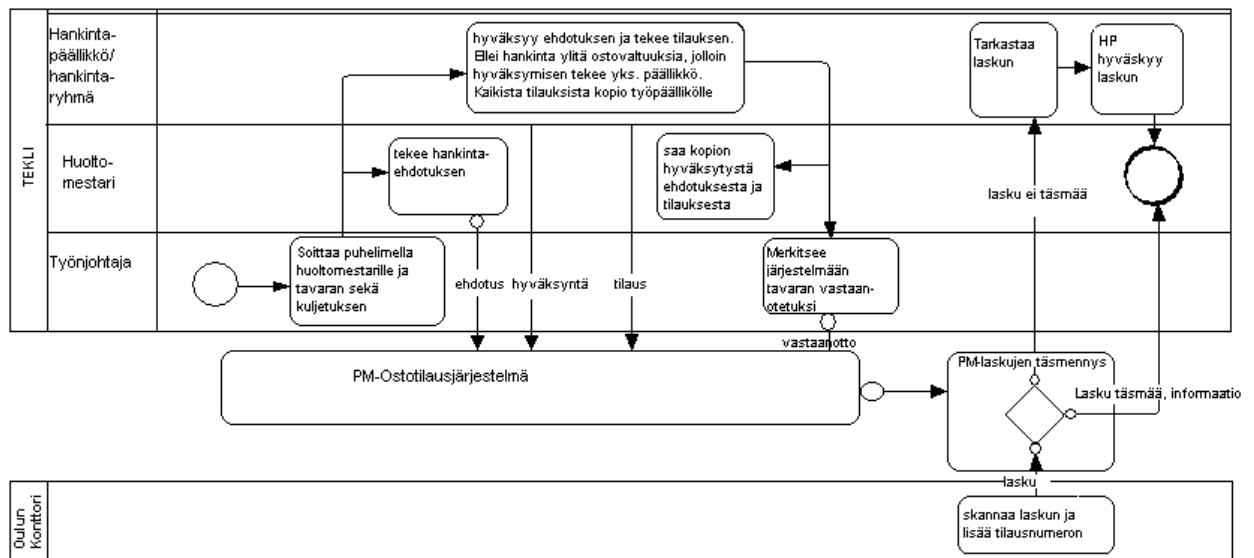 TEKLI
Hankinta-
päällikkö/
hankinta-
ryhmä
hyväksyy ehdotuksen ja tekee tilauksen.
Ellei hankinta ylitä ostovaltuuksia, jolloin
hyväksymisen tekee yks. päällikkö.
Kaikista tilauksista kopio työpäällikölle
Tarkastaa
laskun
HP
hyväskyy
laskun
Huolto-
mestari
tekee hankinta-
ehdotuksen
saa kopion
hyväksytystä
ehdotuksesta ja
tilauksesta
lasku ei täsmää
Työnjohtaja
Soittaa puhelimella
huoltomestarille ja
tavaran sekä
kuljetuksen
ehdotus
hyväksyntä
tilaus
Merkitsee
järjestelmään
tavaran vastaan-
otetuksi
vastaanotto
PM-Ostotilausjärjestelmä
PM-laskujen täsmennys
Lasku täsmää, informaatio
lasku
Oulun
Konttori
skannaa laskun ja
lisää tilausnumeron